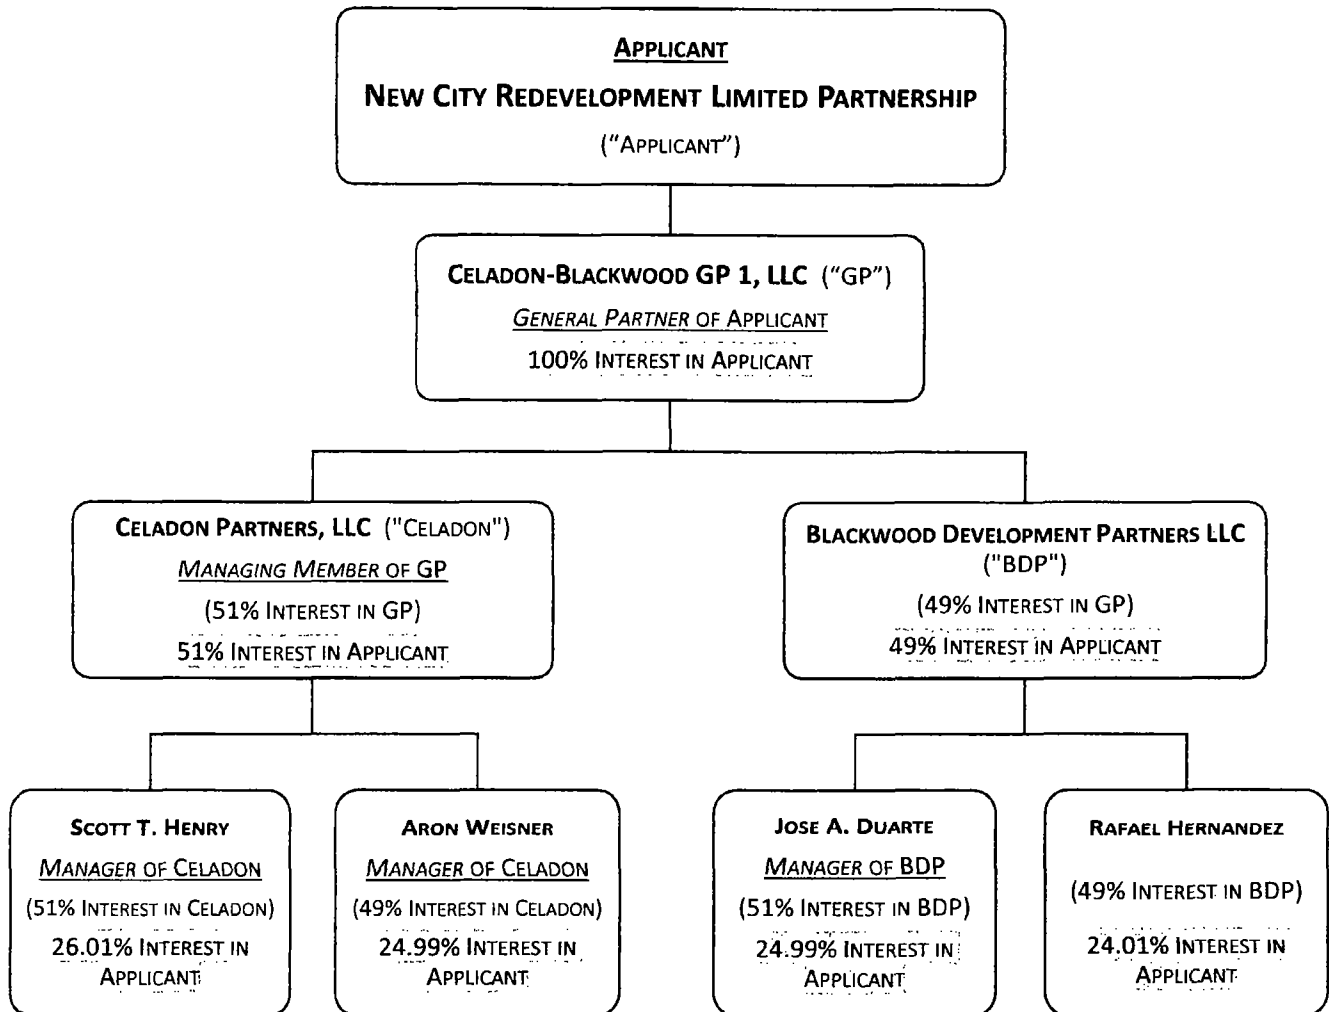 APPLICANT
NEW CITY REDEVELOPMENT LIMITED PARTNERSHIP
("APPLICANT")
CELADON-BLACKWOOD GP 1, LLC ("GP")
GENERAL PARTNER OF APPLICANT
100% INTEREST IN APPLICANT
CELADON PARTNERS, LLC ("CELADON")
MANAGING MEMBER OF GP
(51% INTEREST IN GP)
51% INTEREST IN APPLICANT
BLACKWOOD DEVELOPMENT PARTNERS LLC
("BDP")
(49% INTEREST IN GP)
49% INTEREST IN APPLICANT
SCOTT T. HENRY
MANAGER OF CELADON
(51% INTEREST IN CELADON)
26.01% INTEREST IN
APPLICANT
ARON WEISNER
MANAGER OF CELADON
(49% INTEREST IN CELADON)
24.99% INTEREST IN
APPLICANT
JOSE A. DUARTE
MANAGER OF BDP
(51% INTEREST IN BDP)
24.99% INTEREST IN
APPLICANT
RAFAEL HERNANDEZ
(49% INTEREST IN BDP)
24.01% INTEREST IN
APPLICANT